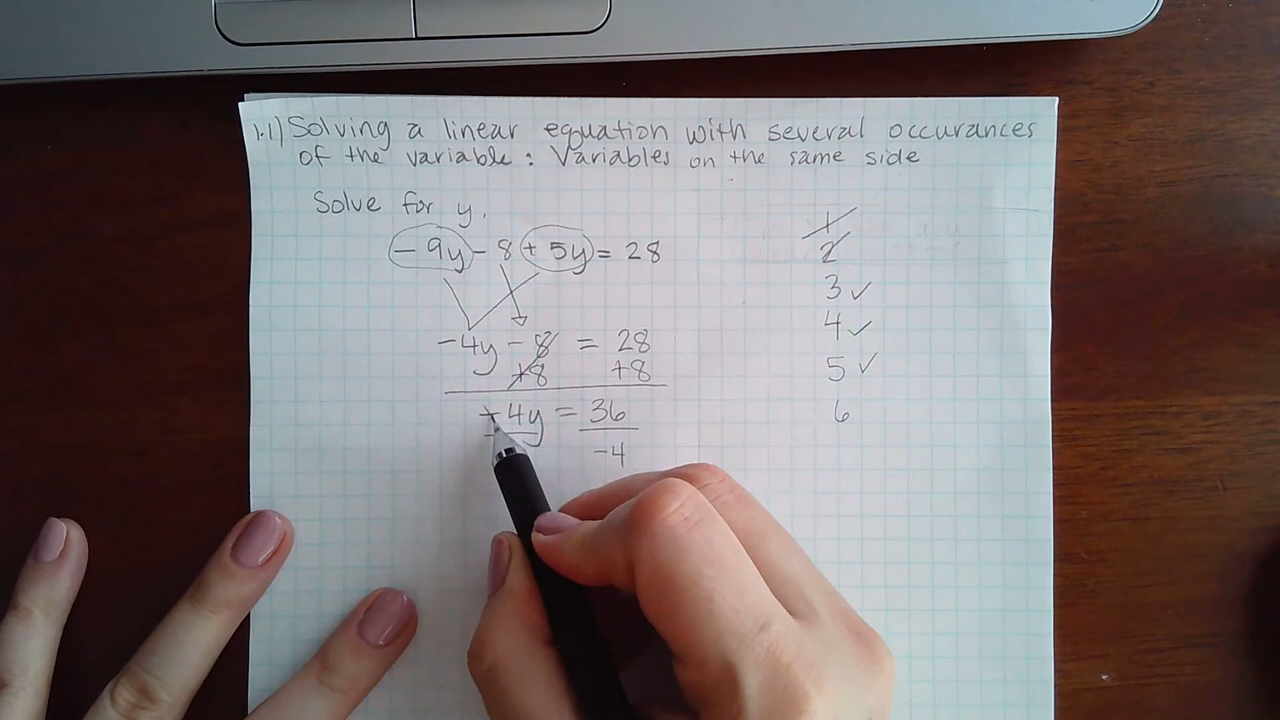 1.1) Solving a linear equation with several occurances
of the variable: Variables on the same side
Solve for y.
-9y - 8 + 5y = 28
-4y - 8 = 28
+8 +8
-4y = 36
-4
1
2
3 ✓
4 ✓
5 ✓
6